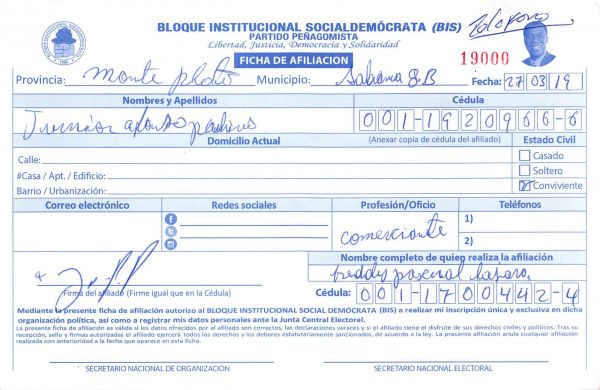 BLOQUE INSTITUCIONAL SOCIALDEMÓCRATA (BIS)
PARTIDO PEÑAGOMISTA
Libertad, Justicia, Democracia y Solidaridad
FICHA DE AFILIACION
19000
Provincia: Monte plata Municipio: Sabana G.B Fecha: 27 03 19
Nombres y Apellidos Cédula
Junior 001-1920966-6
Domicilio Actual (Anexar copia de cédula del afiliado) Estado Civil
Calle: Casado
#Casa / Apt. / Edificio: Soltero
Barrio / Urbanización: Conviviente
Correo electrónico Redes sociales Profesión/Oficio Teléfonos
comerciante 1)
2)
Nombre completo de quieg realiza la afiliación
freddy pascual
Firma del afiliado (Firme igual que en la Cédula) Cédula: 001-1700442-4
Mediante la presente ficha de afiliación autorizo al BLOQUE INSTITUCIONAL SOCIAL DEMÓCRATA (BIS) a realizar mi inscripción única y exclusiva en dicha
organización política, así como a registrar mis datos personales ante la Junta Central Electoral.
La presente ficha de afiliación es válida si los datos ofrecidos por el afiliado son correctos, las declaraciones veraces y si el afiliado tiene el disfrute de sus derechos civiles y políticos. Tras su
recepción, sello y firmas autorizadas el afiliado ejercerá todos los derechos y los deberes estatutariamente sancionados, de acuerdo a la ley. La presente afiliación anula cualquier afiliación
realizada con anterioridad a la fecha que aparece en esta ficha.
SECRETARIO NACIONAL DE ORGANIZACIÓN SECRETARIO NACIONAL ELECTORAL